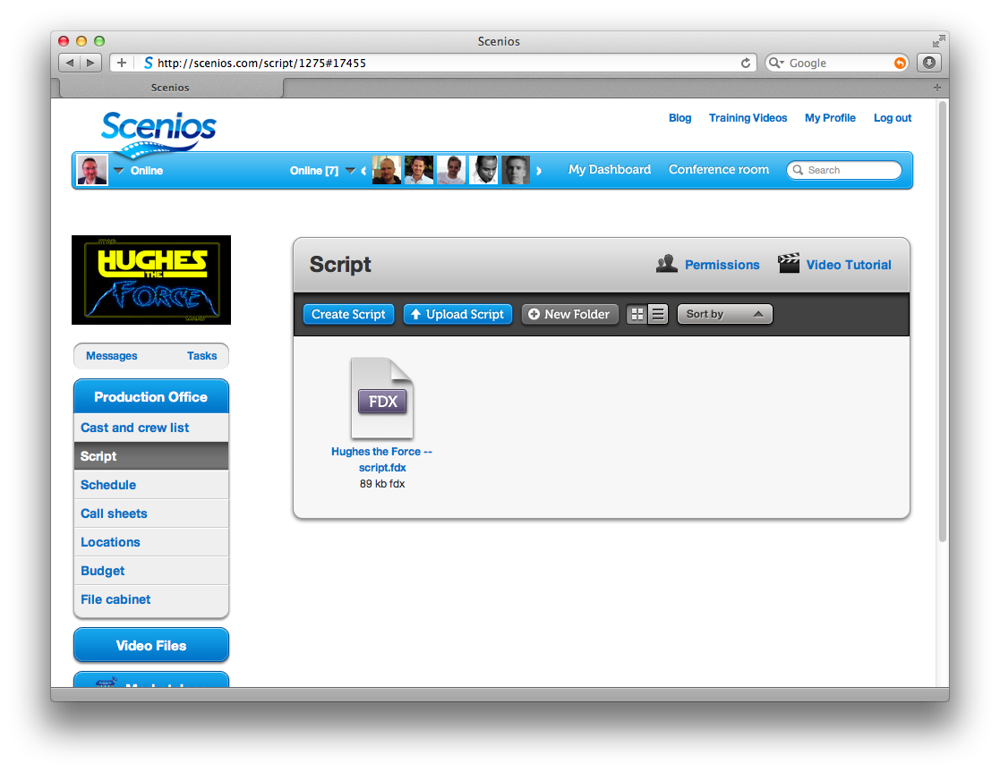 Scenios
http://scenios.com/script/1275#17455
Google
Scenios
Scenios
Blog Training Videos My Profile Log out
Online
Online [7]
My Dashboard Conference room Search
STAR
HUGHES
THE
FORCE
WARS
Script
Permissions Video Tutorial
Create Script Upload Script New Folder Sort by
Messages Tasks
Production Office
Cast and crew list
Script
Schedule
Call sheets
Locations
Budget
File cabinet
Video Files
FDX
Hughes the Force --
script.fdx
89 kb fdx